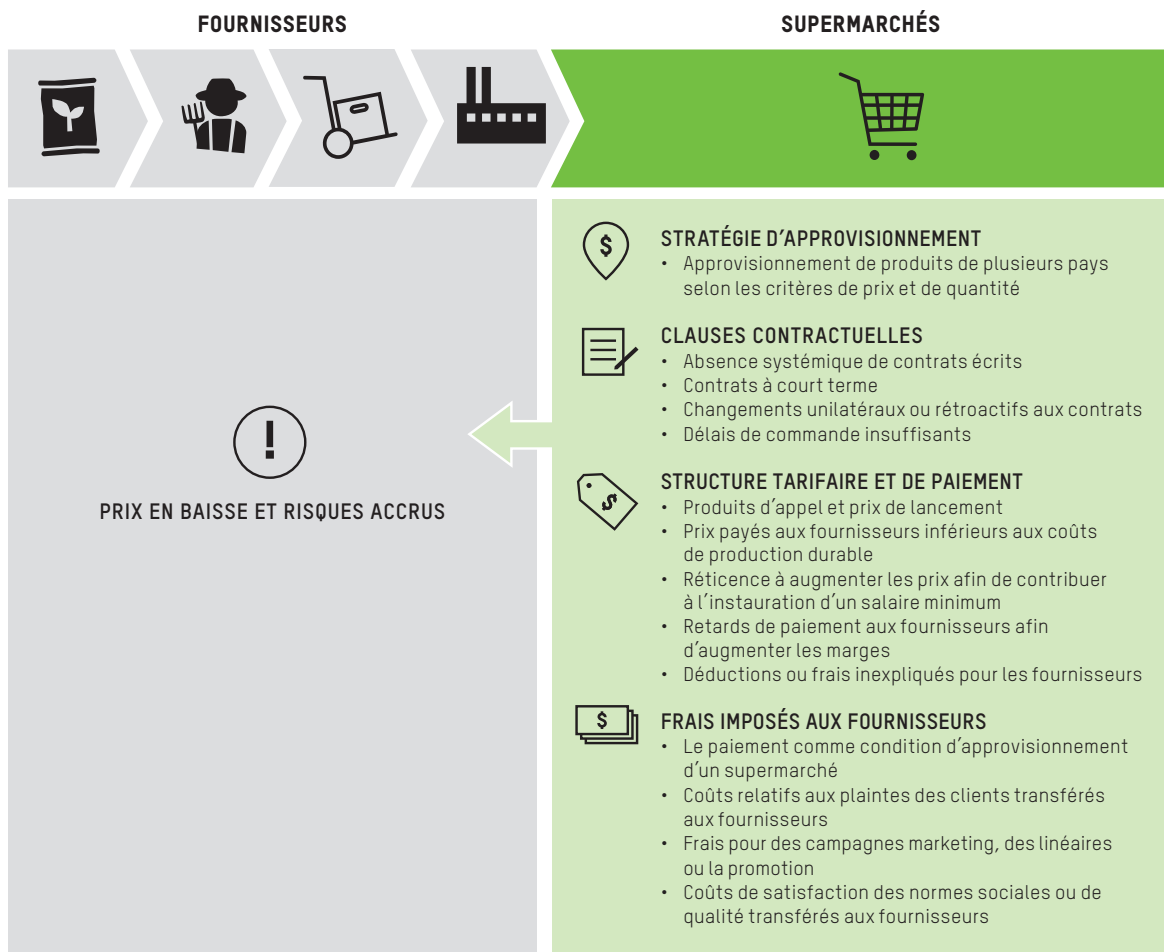 FOURNISSEURS
SUPERMARCHÉS
PRIX EN BAISSE ET RISQUES ACCRUS
$
STRATÉGIE D'APPROVISIONNEMENT
• Approvisionnement de produits de plusieurs pays
selon les critères de prix et de quantité
CLAUSES CONTRACTUELLES
• Absence systémique de contrats écrits
• Contrats à court terme
• Changements unilatéraux ou rétroactifs aux contrats
• Délais de commande insuffisants
$
STRUCTURE TARIFAIRE ET DE PAIEMENT
• Produits d'appel et prix de lancement
• Prix payés aux fournisseurs inférieurs aux coûts
de production durable
• Réticence à augmenter les prix afin de contribuer
à l'instauration d'un salaire minimum
• Retards de paiement aux fournisseurs afin
d'augmenter les marges
• Déductions ou frais inexpliqués pour les fournisseurs
$
FRAIS IMPOSÉS AUX FOURNISSEURS
• Le paiement comme condition d'approvisionnement
d'un supermarché
• Coûts relatifs aux plaintes des clients transférés
aux fournisseurs
• Frais pour des campagnes marketing, des linéaires
ou la promotion
• Coûts de satisfaction des normes sociales ou de
qualité transférés aux fournisseurs